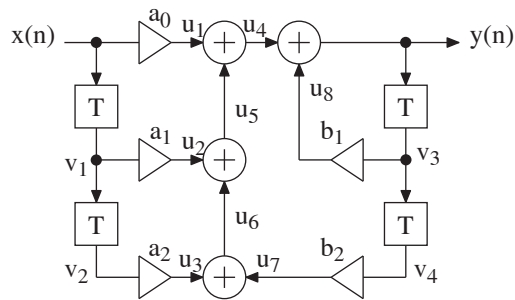 x(n) a₀ u₁ u₄ y(n)
T u₅ u₈ T
v₁ a₁ u₂ b₁ v₃
T u₆ T
v₂ a₂ u₃ u₇ b₂ v₄